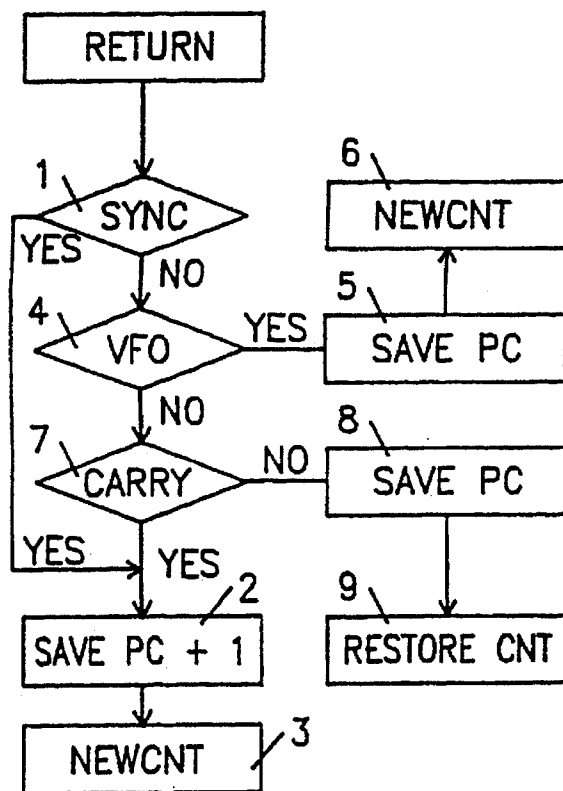 RETURN
1
SYNC
YES
NO
6
NEWCNT
4
VFO
YES
5
SAVE PC
NO
7
CARRY
NO
8
SAVE PC
YES
YES
2
SAVE PC + 1
9
RESTORE CNT
NEWCNT
3